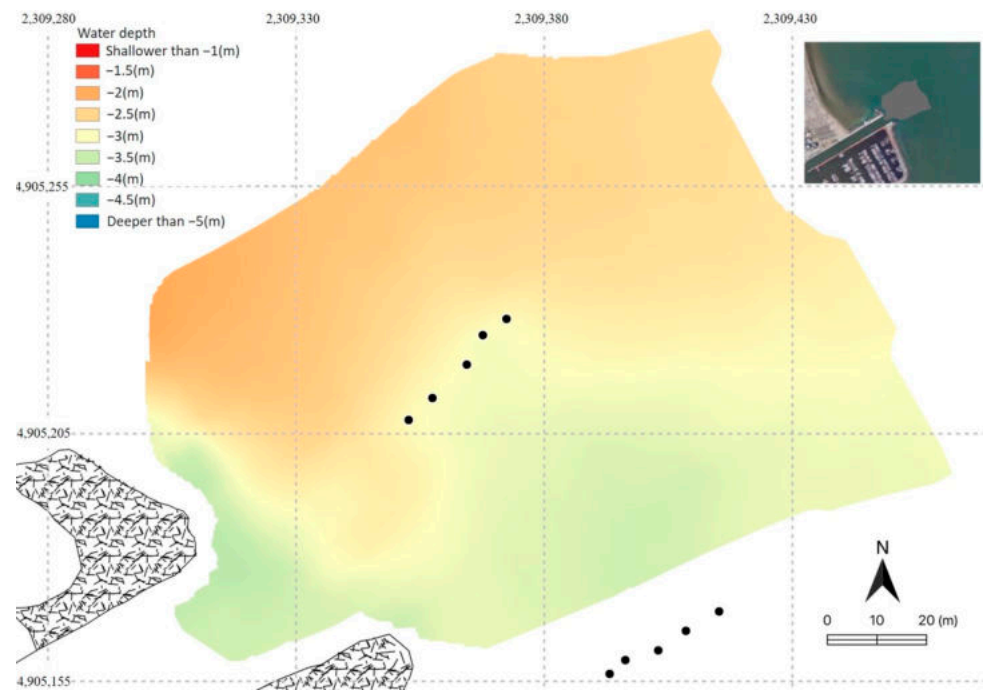 2,309,280 2,309,330 2,309,380 2,309,430
Water depth
Shallower than −1(m)
−1.5(m)
−2(m)
−2.5(m)
−3(m)
−3.5(m)
−4(m)
−4.5(m)
Deeper than −5(m)
4,905,255
4,905,205
N
0 10 20 (m)
4,905,155